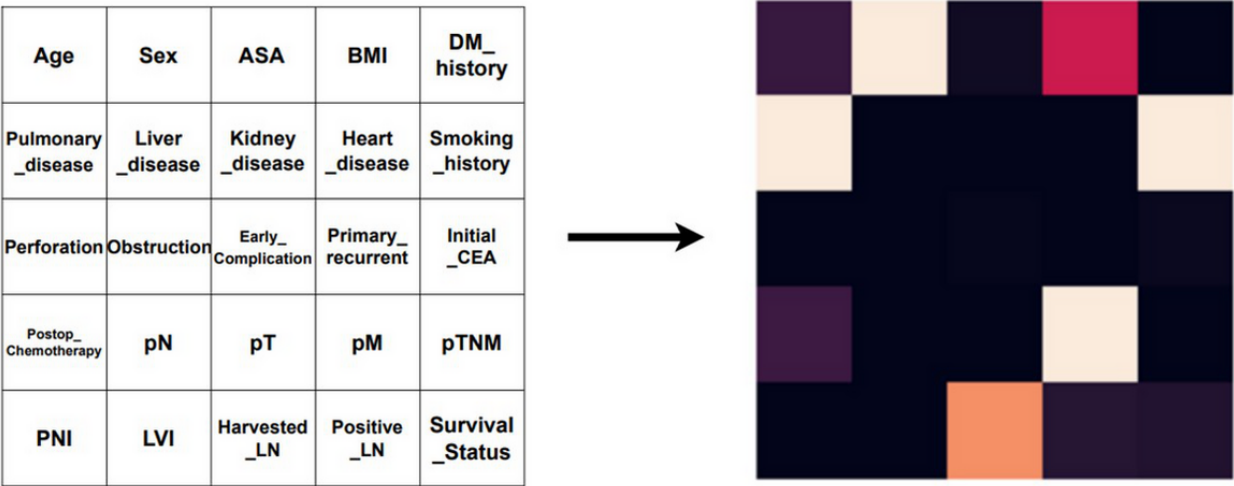 Age
Sex
ASA
BMI
DM_
history
Pulmonary
_disease
Liver
_disease
Kidney
_disease
Heart
_disease
Smoking
_history
Perforation
Obstruction
Early_
Complication
Primary_
recurrent
Initial
_CEA
Postop_
Chemotherapy
pN
pT
pM
pTNM
PNI
LVI
Harvested
_LN
Positive
_LN
Survival
_Status